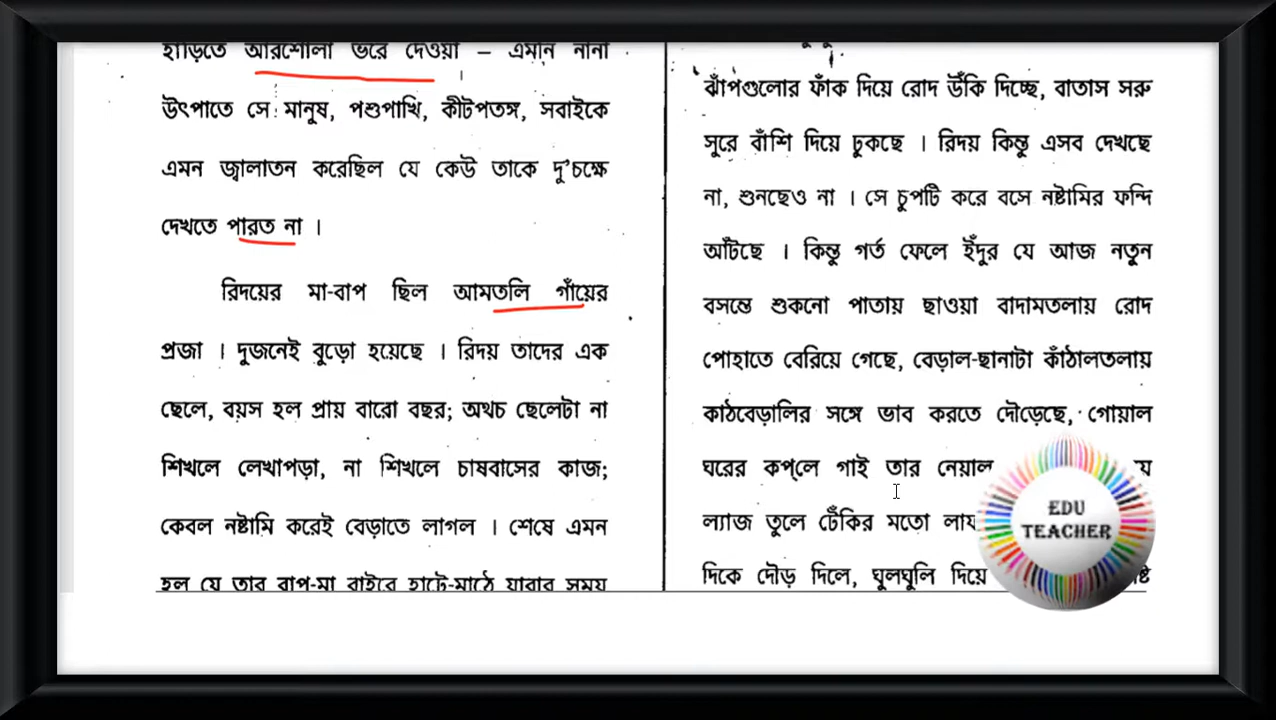 হাঁড়িতে আরশোলা ভরে দেওয়া – এমনি নানা
উৎপাতে সে মানুষ, পশুপাখি, কীটপতঙ্গ, সবাইকে
এমন জ্বালাতন করেছিল যে কেউ তাকে দু'চক্ষে
দেখতে পারত না ।
রিদয়ের মা-বাপ ছিল আমতলি গাঁয়ের
প্রজা । দুজনেই বুড়ো হয়েছে । রিদয় তাদের এক
ছেলে, বয়স হল প্রায় বারো বছর; অথচ ছেলেটা না
শিখলে লেখাপড়া, না শিখলে চাষবাসের কাজ;
কেবল নষ্টামি করেই বেড়াতে লাগল । শেষে এমন
হল যে তার বাপ-মা বাইরে হাটে-মাঠে যাবার সময়
ঝাঁপগুলোর ফাঁক দিয়ে রোদ উঁকি দিচ্ছে, বাতাস সরু
সুরে বাঁশি দিয়ে ঢুকছে । রিদয় কিন্তু এসব দেখছে
না, শুনছেও না । সে চুপটি করে বসে নষ্টামির ফন্দি
আঁটছে । কিন্তু গর্ত ফেলে ইঁদুর যে আজ নতুন
বসন্তে শুকনো পাতায় ছাওয়া বাদামতলায় রোদ
পোহাতে বেরিয়ে গেছে, বেড়াল-ছানাটা কাঁঠালতলায়
কাঠবেড়ালির সঙ্গে ভাব করতে দৌড়েছে, গোয়াল
ঘরের কপ্‌লে গাই তার নেয়াল
ল্যাজ তুলে ঢেঁকির মতো
দিকে দৌড় দিলে, ঘুলঘুলি দিয়ে
EDU
TEACHER